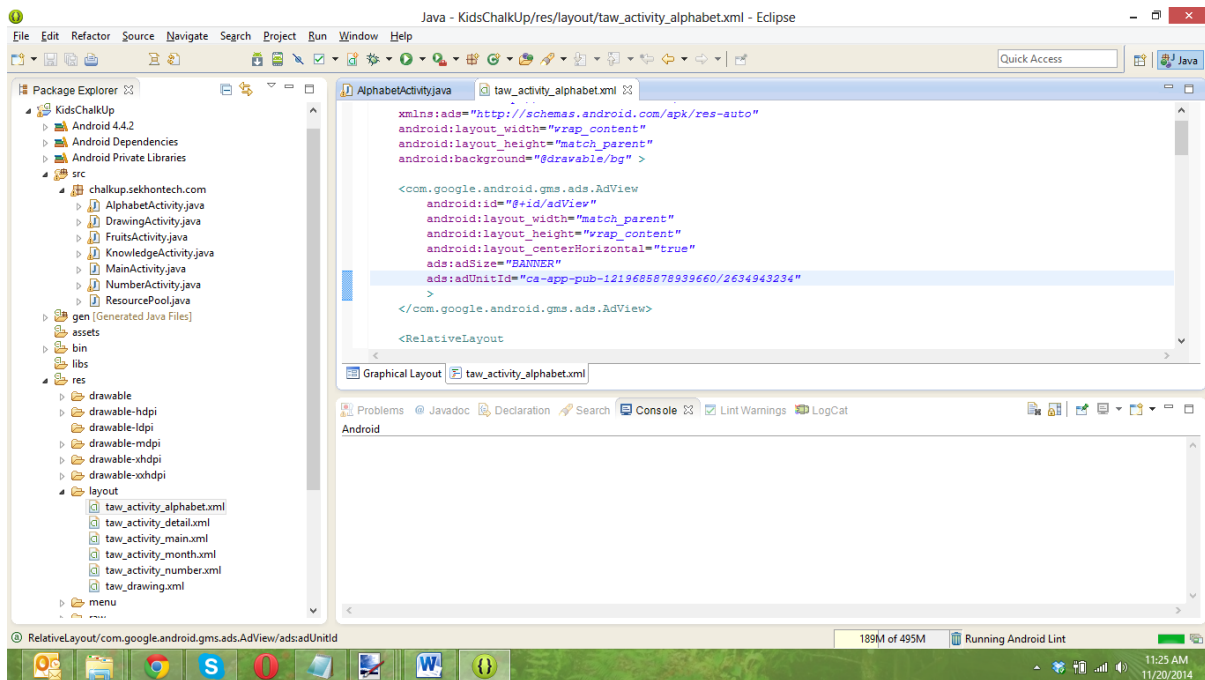 Java - KidsChalkUp/res/layout/taw_activity_alphabet.xml - Eclipse
File Edit Refactor Source Navigate Search Project Run Window Help
Quick Access
Java
Package Explorer
KidsChalkUp
Android 4.4.2
Android Dependencies
Android Private Libraries
src
chalkup.sekhontech.com
AlphabetActivity.java
DrawingActivity.java
FruitsActivity.java
KnowledgeActivity.java
MainActivity.java
NumberActivity.java
ResourcePool.java
gen [Generated Java Files]
assets
bin
libs
res
drawable
drawable-hdpi
drawable-ldpi
drawable-mdpi
drawable-xhdpi
drawable-xxhdpi
layout
taw_activity_alphabet.xml
taw_activity_detail.xml
taw_activity_main.xml
taw_activity_month.xml
taw_activity_number.xml
taw_drawing.xml
menu
AlphabetActivity.java taw_activity_alphabet.xml
xmlns:ads="http://schemas.android.com/apk/res-auto"
android:layout_width="wrap_content"
android:layout_height="match_parent"
android:background="@drawable/bg" >
<com.google.android.gms.ads.AdView
android:id="@+id/adView"
android:layout_width="match_parent"
android:layout_height="wrap_content"
android:layout_centerHorizontal="true"
ads:adSize="BANNER"
ads:adUnitId="ca-app-pub-1219685878939660/2634943234"
>
</com.google.android.gms.ads.AdView>
<RelativeLayout
Graphical Layout taw_activity_alphabet.xml
Problems @ Javadoc Declaration Search Console Lint Warnings LogCat
Android
RelativeLayout/com.google.android.gms.ads.AdView/ads:adUnitId
189M of 495M
Running Android Lint
11:25 AM
11/20/2014